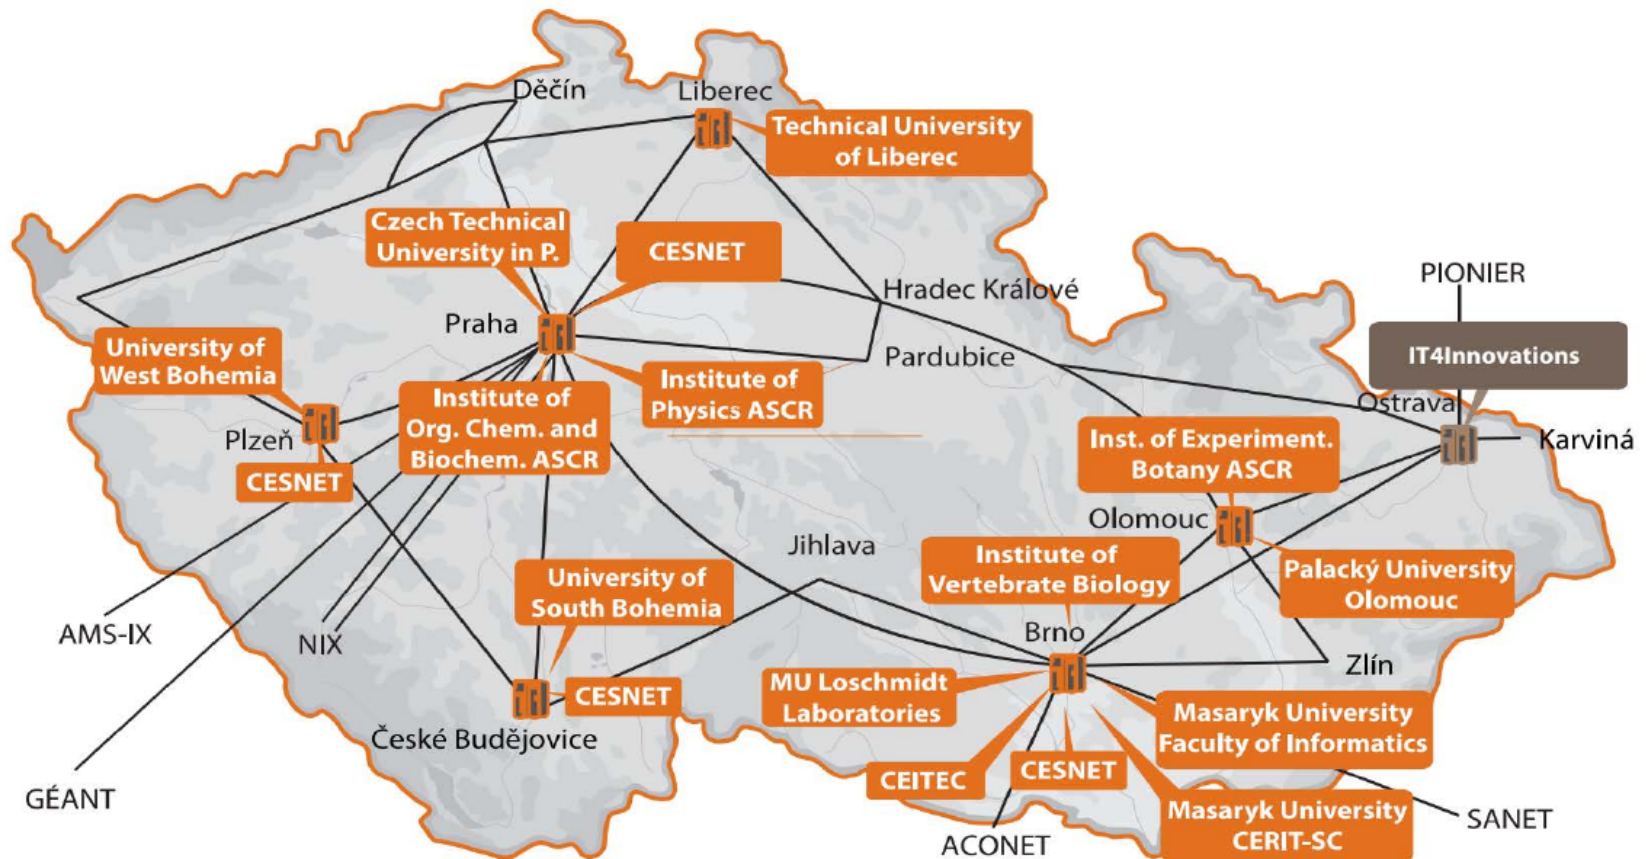 Děčín
Liberec
Technical University
of Liberec
Czech Technical
University in P.
CESNET
PIONIER
Hradec Králové
Praha
University of
West Bohemia
Pardubice
IT4Innovations
Institute of
Physics ASCR
Institute of
Org. Chem. and
Biochem. ASCR
Ostrava
Karviná
Plzeň
CESNET
Inst. of Experiment.
Botany ASCR
Olomouc
Jihlava
Institute of
Vertebrate Biology
Palacký University
Olomouc
University of
South Bohemia
AMS-IX
NIX
Brno
Zlín
MU Loschmidt
Laboratories
CESNET
Masaryk University
Faculty of Informatics
České Budějovice
CEITEC
CESNET
GÉANT
Masaryk University
CERIT-SC
SANET
ACONET